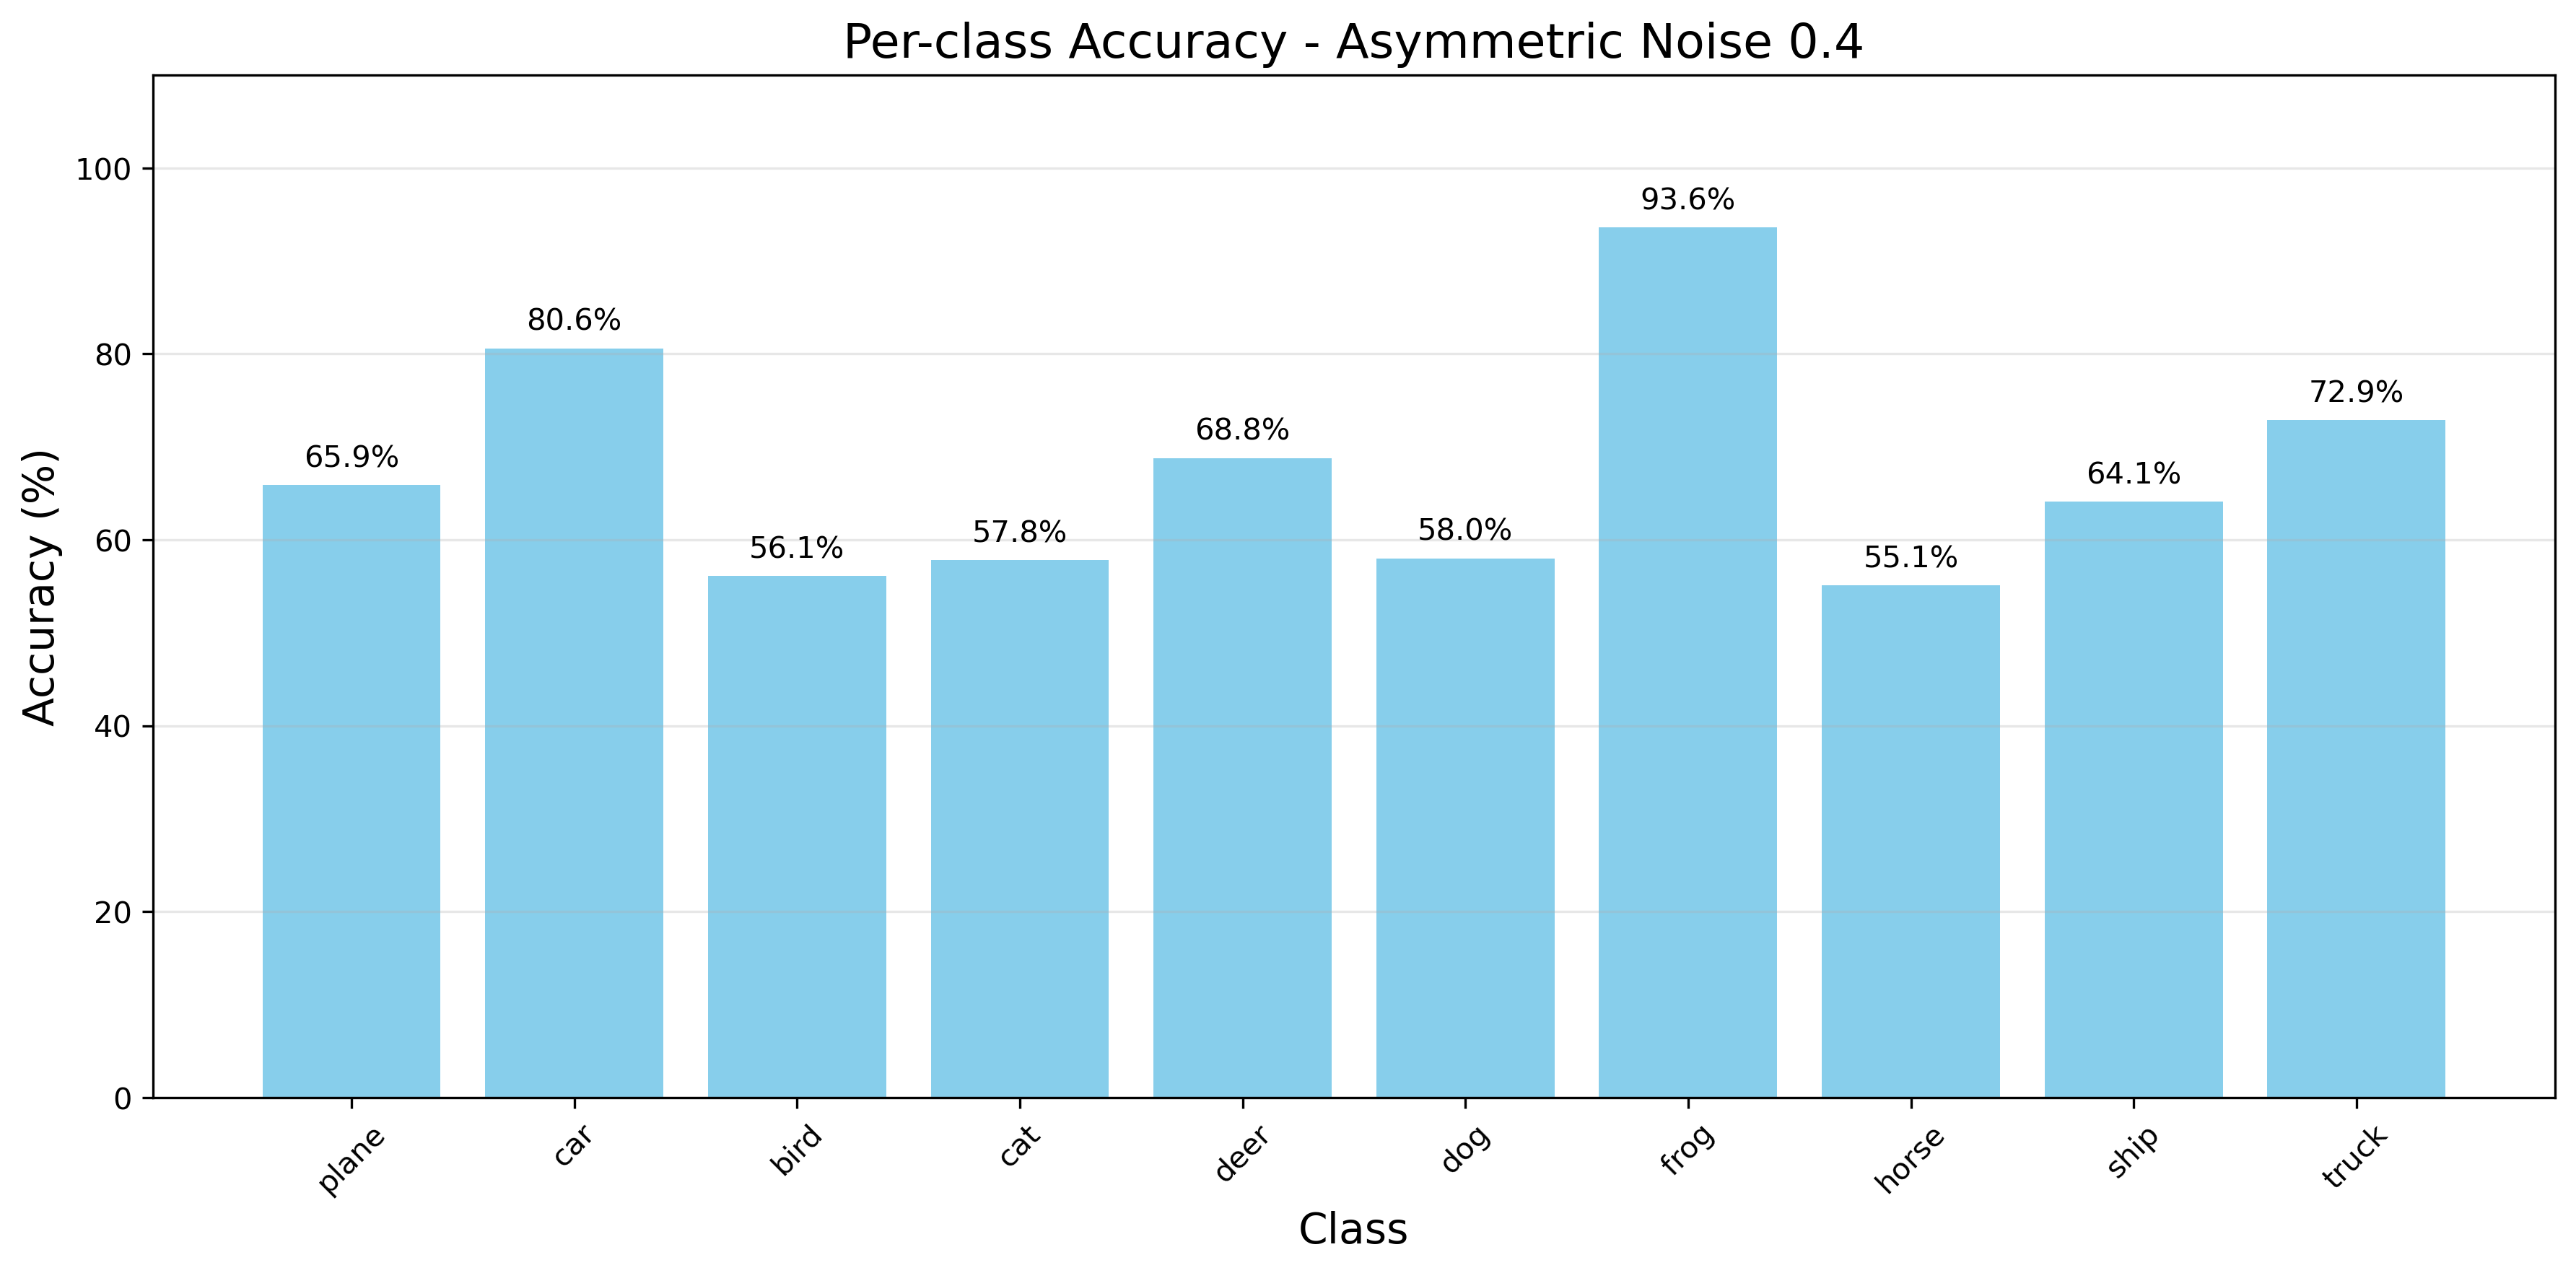 Per-class Accuracy - Asymmetric Noise 0.4
Accuracy (%)
100
80
60
40
20
0
65.9%
80.6%
56.1%
57.8%
68.8%
58.0%
93.6%
55.1%
64.1%
72.9%
plane
car
bird
cat
deer
dog
frog
horse
ship
truck
Class